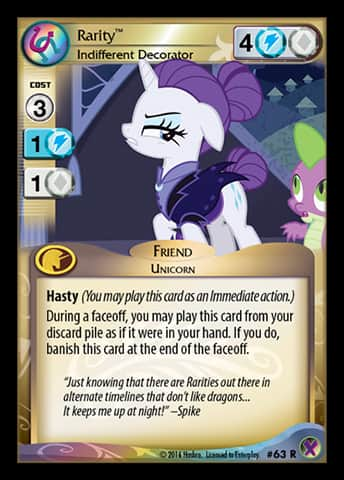 Rarity™
Indifferent Decorator
4
COST
3
1
1
FRIEND
UNICORN
Hasty (You may play this card as an Immediate action.)
During a faceoff, you may play this card from your
discard pile as if it were in your hand. If you do,
banish this card at the end of the faceoff.
“Just knowing that there are Rarities out there in
alternate timelines that don’t like dragons...
It keeps me up at night!” –Spike
© 2016 Hasbro. Licensed to Enterplay.
#63 R